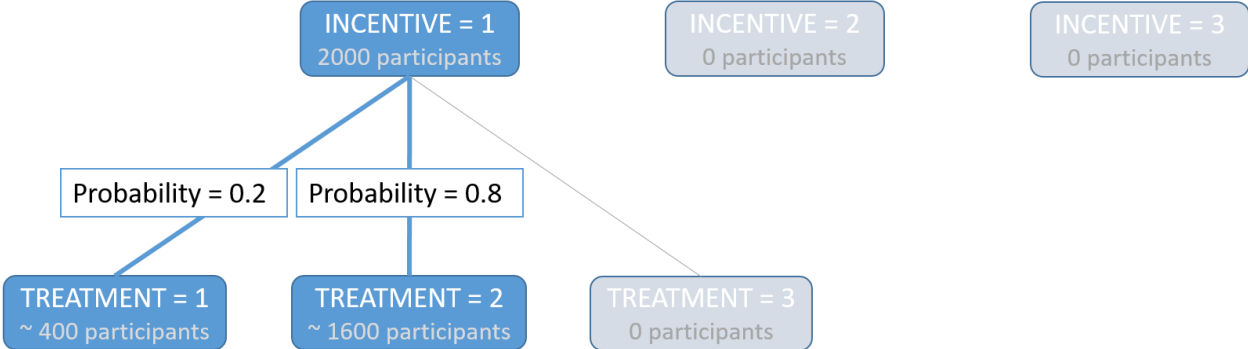 INCENTIVE = 1
2000 participants
INCENTIVE = 2
0 participants
INCENTIVE = 3
0 participants
Probability = 0.2
Probability = 0.8
TREATMENT = 1
~ 400 participants
TREATMENT = 2
~ 1600 participants
TREATMENT = 3
0 participants